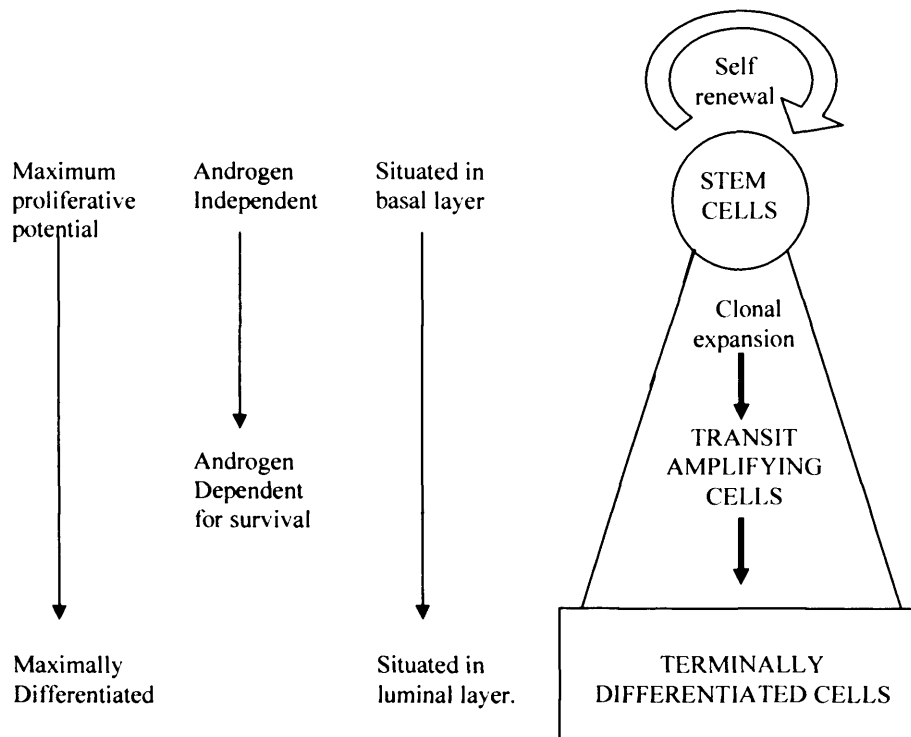 Self
renewal
Maximum
proliferative
potential
Androgen
Independent
Situated in
basal layer
STEM
CELLS
Clonal
expansion
TRANSIT
AMPLIFYING
CELLS
Androgen
Dependent
for survival
Maximally
Differentiated
Situated in
luminal layer.
TERMINALLY
DIFFERENTIATED CELLS